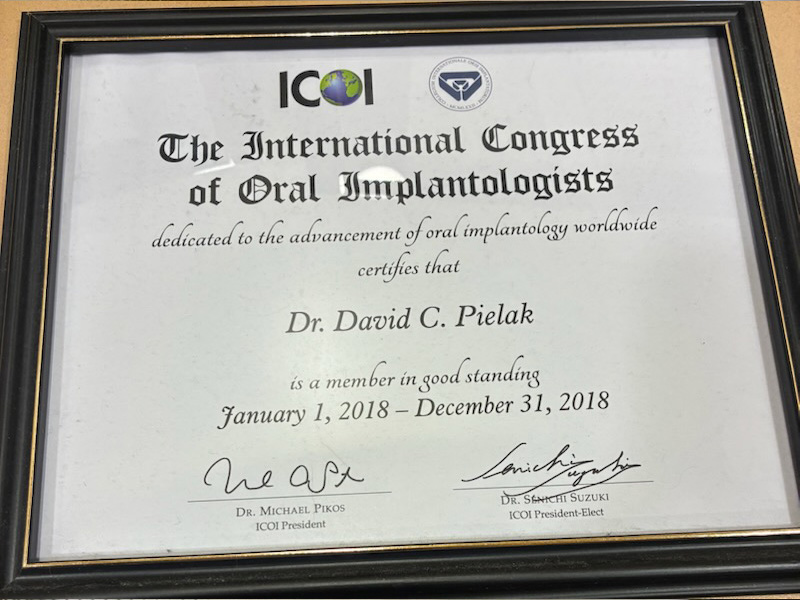 ICOI
The International Congress
of Oral Implantologists
dedicated to the advancement of oral implantology worldwide
certifies that
Dr. David C. Pielak
is a member in good standing
January 1, 2018 – December 31, 2018
Dr. Michael Pikos
ICOI President
Dr. Senichi Suzuki
ICOI President-Elect